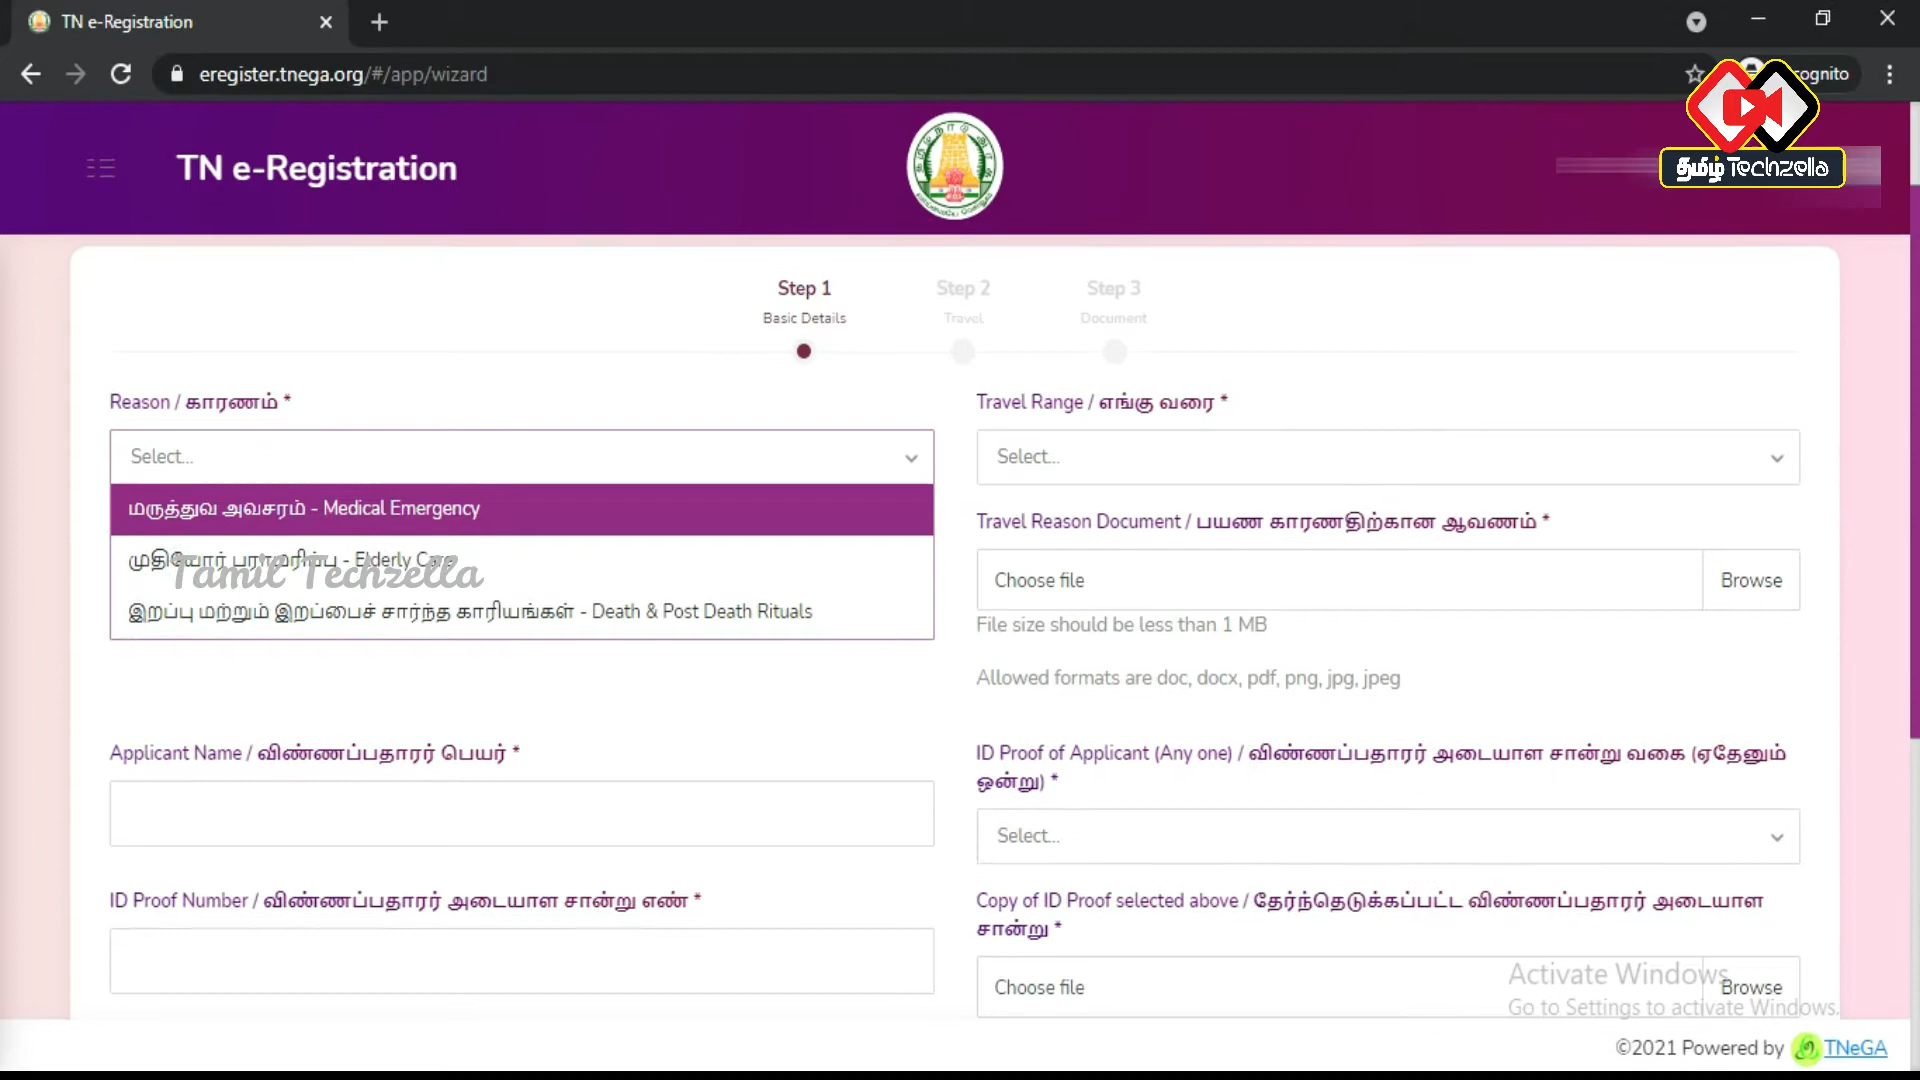 TN e-Registration
eregister.tnega.org/#/app/wizard
தமிழ் Techzella
TN e-Registration
Step 1
Basic Details
Step 2
Travel
Step 3
Document
Reason / காரணம் *
Select...
மருத்துவ அவசரம் - Medical Emergency
முதியோர் பராமரிப்பு - Elderly Care
Tamil Techzella
இறப்பு மற்றும் இறப்பைச் சார்ந்த காரியங்கள் - Death & Post Death Rituals
Travel Range / எங்கு வரை *
Select...
Travel Reason Document / பயண காரணதிற்கான ஆவணம் *
Choose file
Browse
File size should be less than 1 MB
Allowed formats are doc, docx, pdf, png, jpg, jpeg
Applicant Name / விண்ணப்பதாரர் பெயர் *
ID Proof of Applicant (Any one) / விண்ணப்பதாரர் அடையாள சான்று வகை (ஏதேனும்
ஒன்று) *
Select...
ID Proof Number / விண்ணப்பதாரர் அடையாள சான்று எண் *
Copy of ID Proof selected above / தேர்ந்தெடுக்கப்பட்ட விண்ணப்பதாரர் அடையாள
சான்று *
Choose file
Browse
Activate Windows
Go to Settings to activate Windows.
©2021 Powered by TNeGA